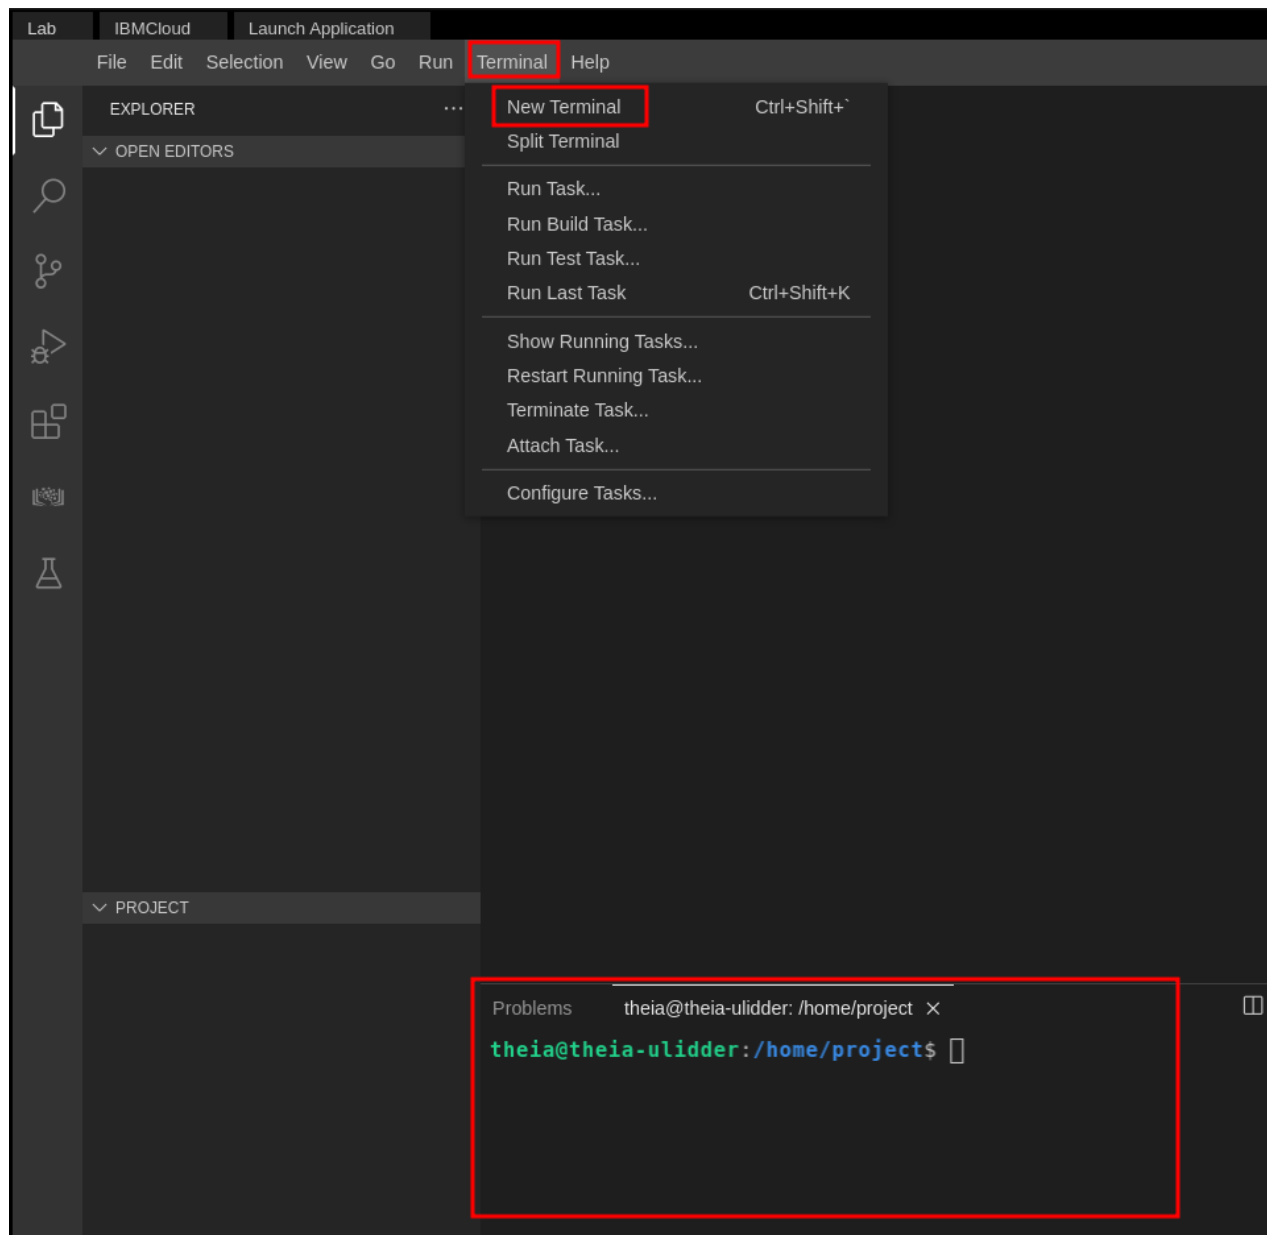 Lab IBMCloud Launch Application
File Edit Selection View Go Run Terminal Help
EXPLORER ···
OPEN EDITORS
New Terminal Ctrl+Shift+`
Split Terminal
Run Task...
Run Build Task...
Run Test Task...
Run Last Task Ctrl+Shift+K
Show Running Tasks...
Restart Running Task...
Terminate Task...
Attach Task...
Configure Tasks...
PROJECT
Problems theia@theia-ulidder: /home/project ×
theia@theia-ulidder:/home/project$